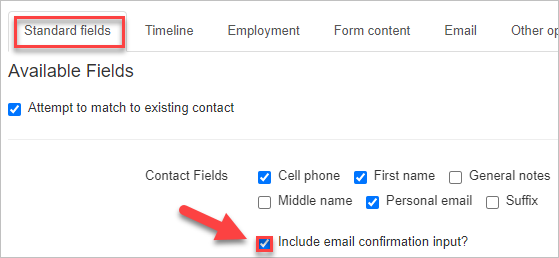 Standard fields Timeline Employment Form content Email Other op
Available Fields
Attempt to match to existing contact
Contact Fields Cell phone First name General notes
Middle name Personal email Suffix
Include email confirmation input?